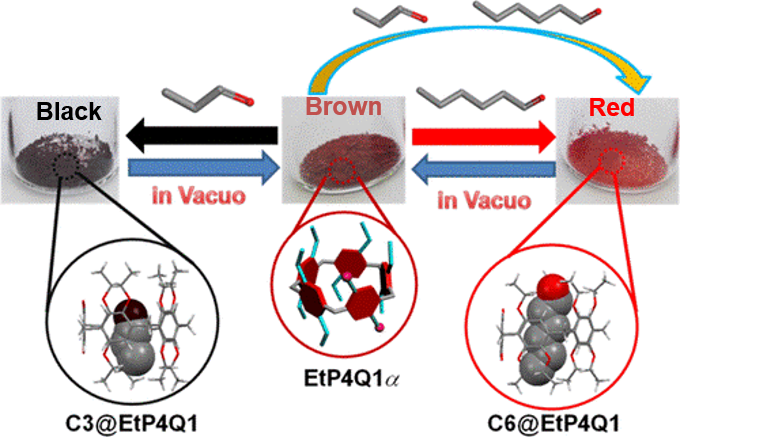 Black
Brown
Red
in Vacuo
in Vacuo
EtP4Q1α
C3@EtP4Q1
C6@EtP4Q1